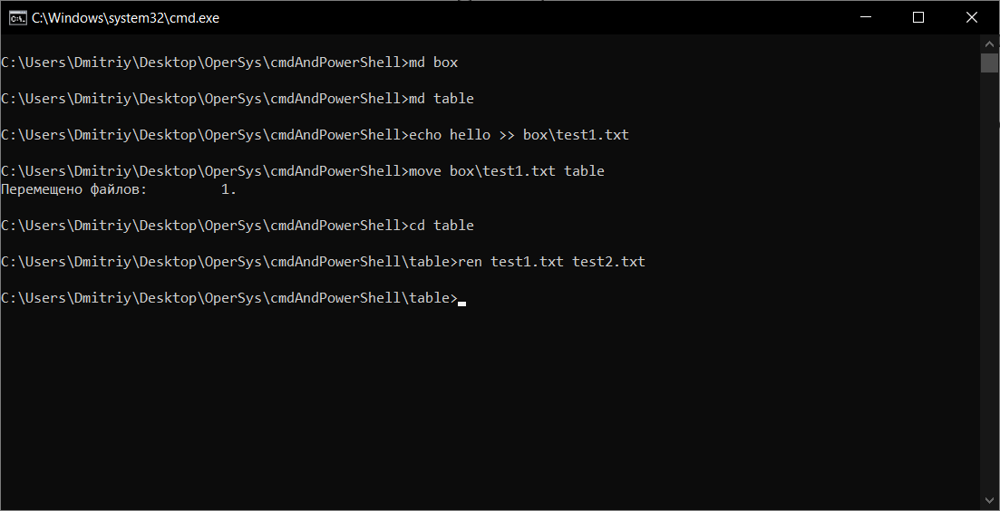 C:\Windows\system32\cmd.exe
C:\Users\Dmitriy\Desktop\OperSys\cmdAndPowerShell>md box
C:\Users\Dmitriy\Desktop\OperSys\cmdAndPowerShell>md table
C:\Users\Dmitriy\Desktop\OperSys\cmdAndPowerShell>echo hello >> box\test1.txt
C:\Users\Dmitriy\Desktop\OperSys\cmdAndPowerShell>move box\test1.txt table
Перемещено файлов:         1.
C:\Users\Dmitriy\Desktop\OperSys\cmdAndPowerShell>cd table
C:\Users\Dmitriy\Desktop\OperSys\cmdAndPowerShell\table>ren test1.txt test2.txt
C:\Users\Dmitriy\Desktop\OperSys\cmdAndPowerShell\table>